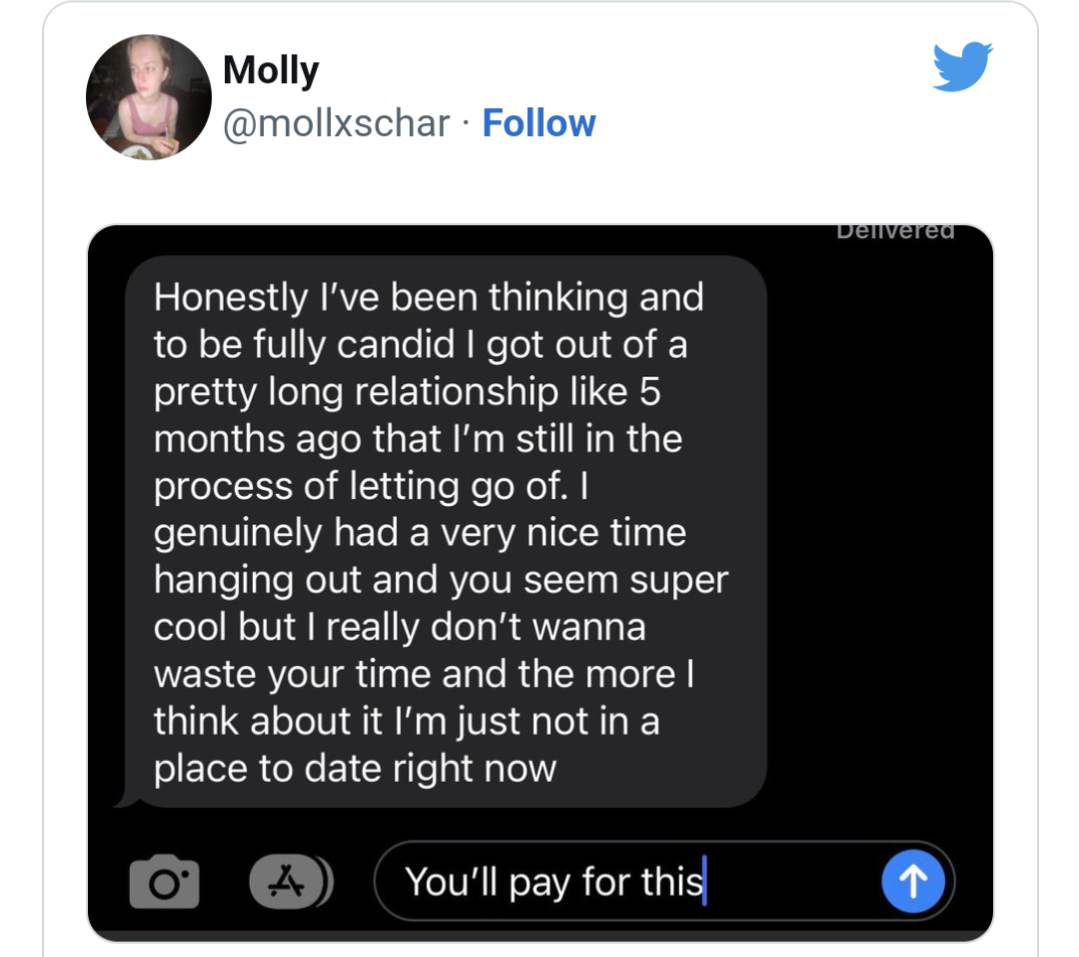 Molly
@mollxschar · Follow
Delivered
Honestly I’ve been thinking and
to be fully candid I got out of a
pretty long relationship like 5
months ago that I’m still in the
process of letting go of. I
genuinely had a very nice time
hanging out and you seem super
cool but I really don’t wanna
waste your time and the more I
think about it I’m just not in a
place to date right now
You’ll pay for this